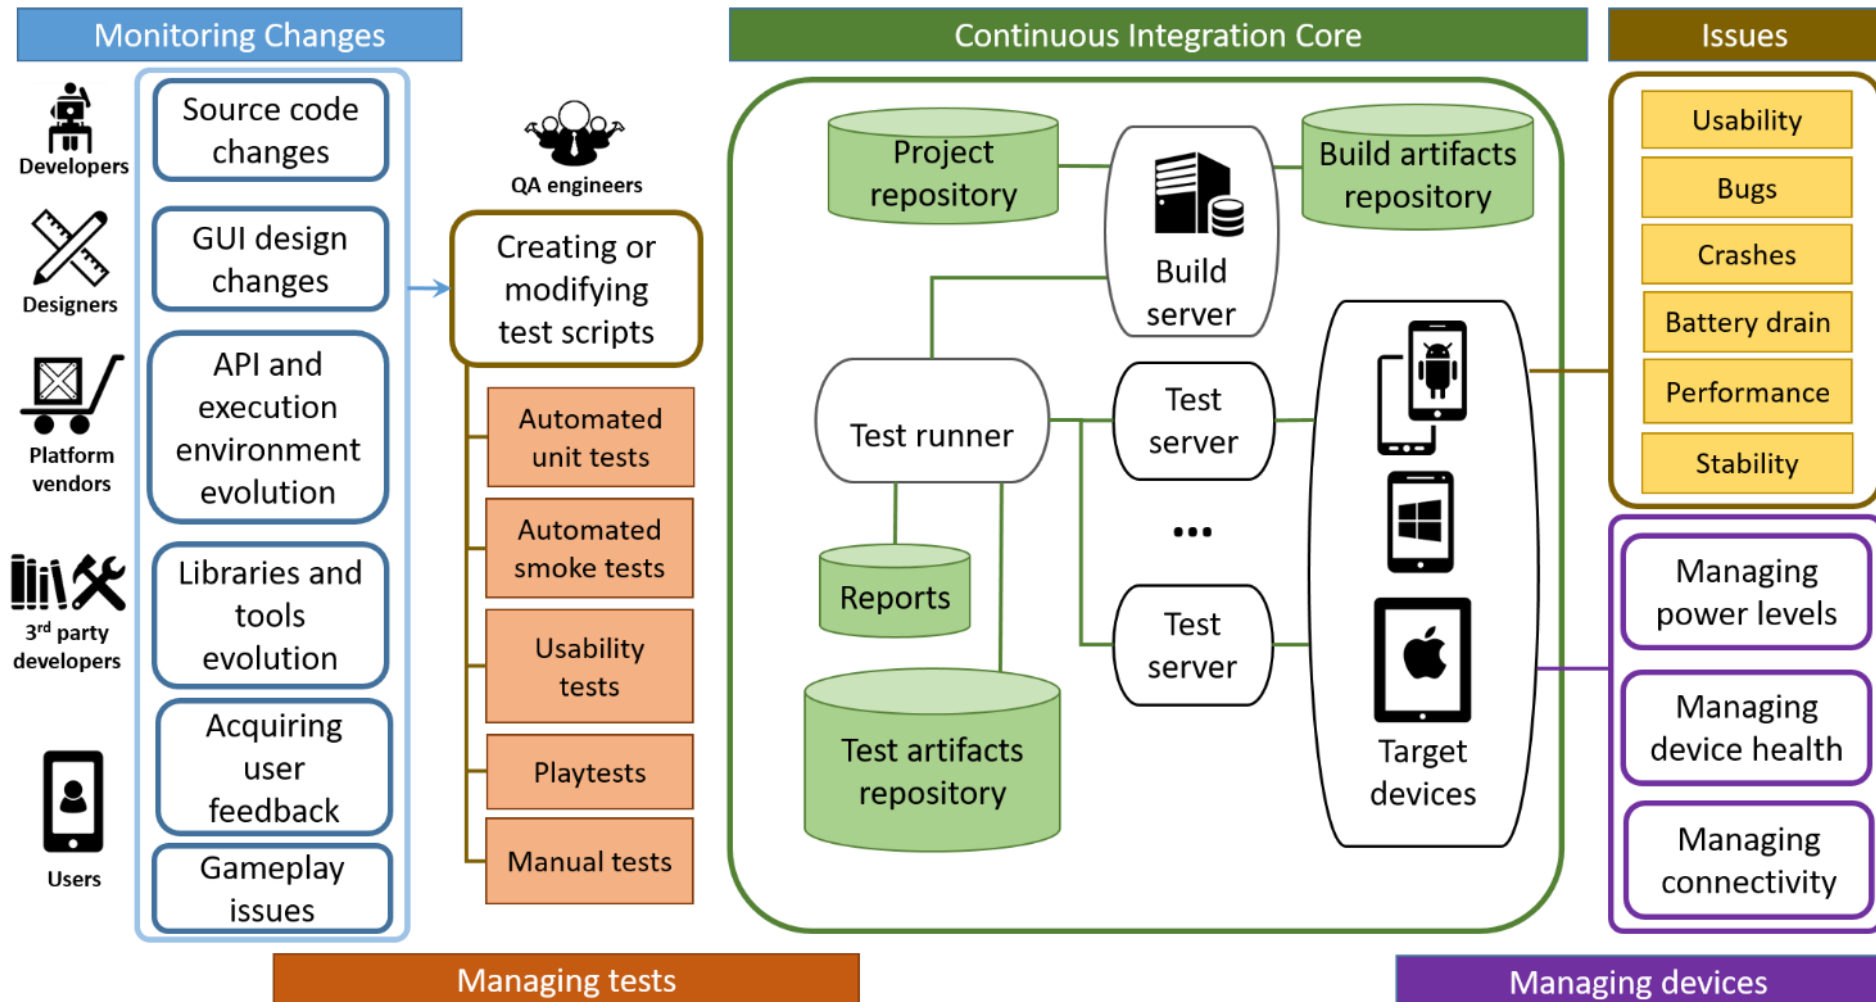 Monitoring Changes
Developers
Source code
changes
Designers
GUI design
changes
Platform
vendors
API and
execution
environment
evolution
3rd party
developers
Libraries and
tools
evolution
Users
Acquiring
user
feedback
Gameplay
issues
QA engineers
Creating or
modifying
test scripts
Automated
unit tests
Automated
smoke tests
Usability
tests
Playtests
Manual tests
Managing tests
Continuous Integration Core
Project
repository
Build
server
Build artifacts
repository
Test runner
Test
server
...
Test
server
Reports
Test artifacts
repository
Target
devices
Issues
Usability
Bugs
Crashes
Battery drain
Performance
Stability
Managing
power levels
Managing
device health
Managing
connectivity
Managing devices